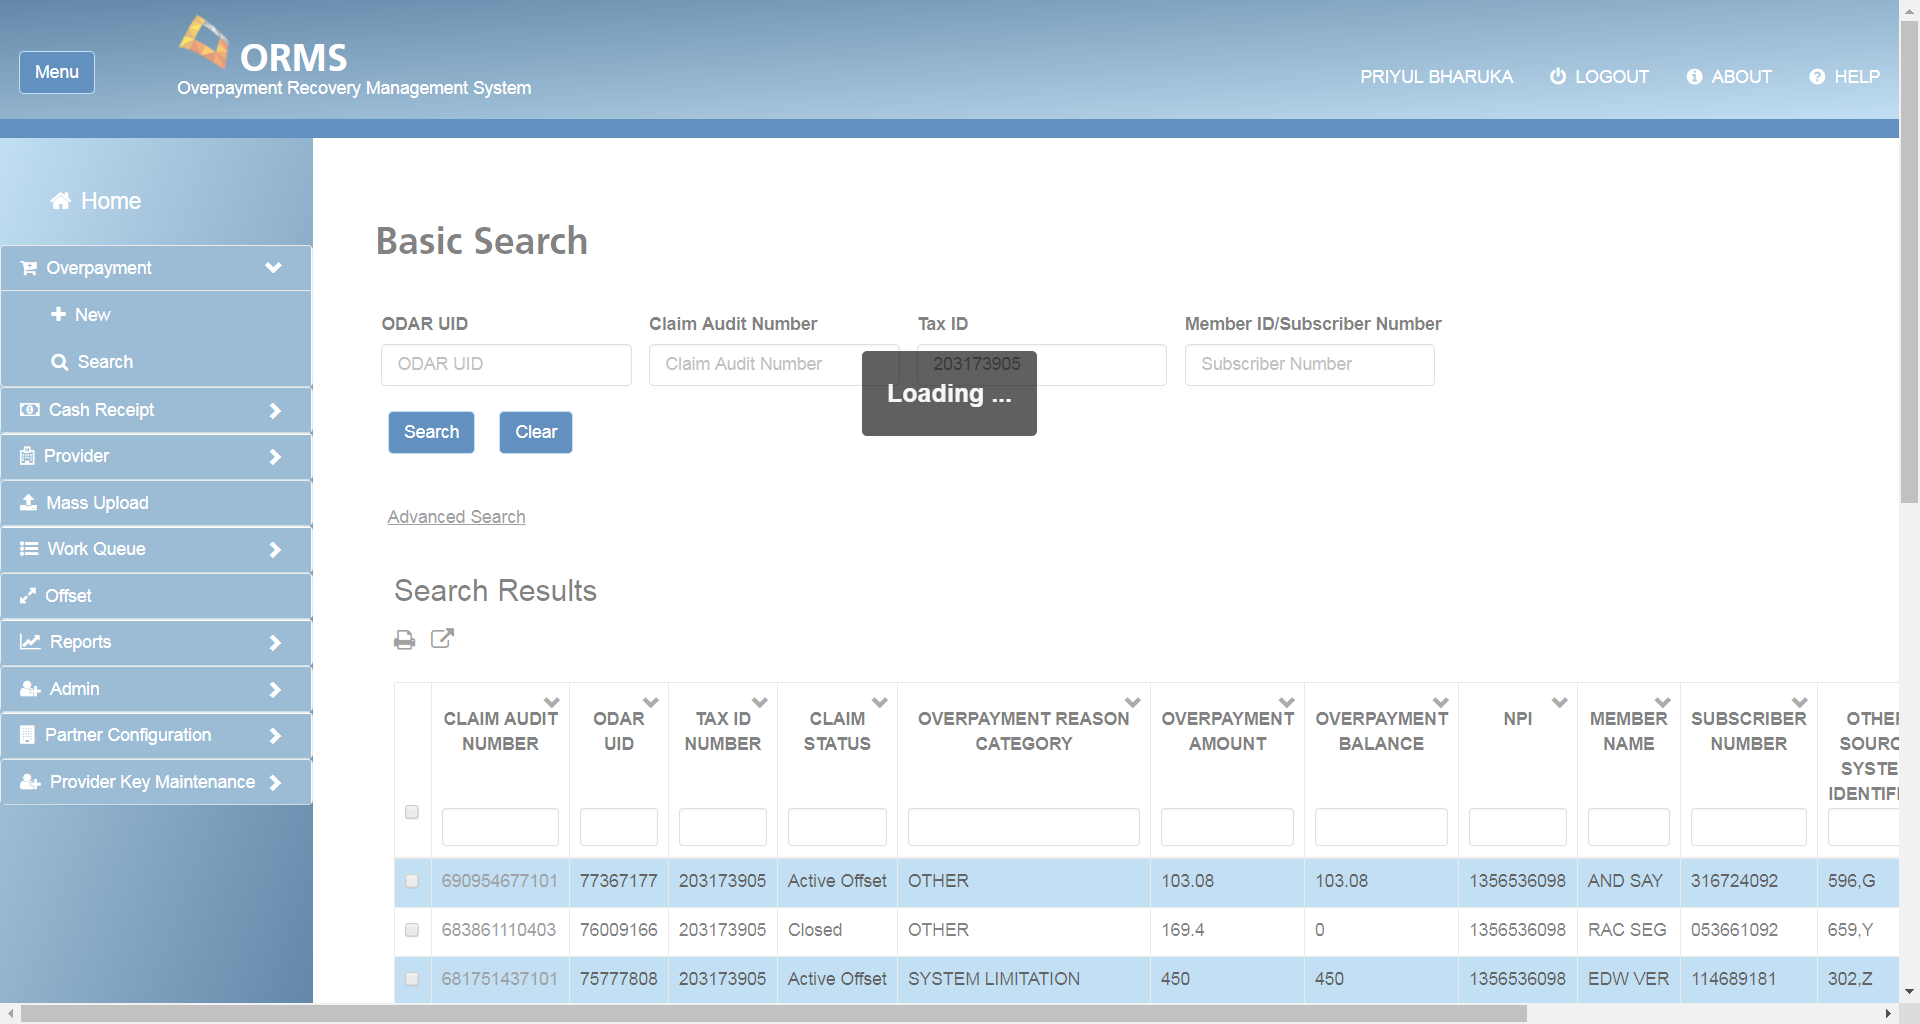 Menu
ORMS
Overpayment Recovery Management System
PRIYUL BHARUKA LOGOUT ABOUT HELP
Home
Overpayment
New
Search
Cash Receipt
Provider
Mass Upload
Work Queue
Offset
Reports
Admin
Partner Configuration
Provider Key Maintenance
Basic Search
ODAR UID Claim Audit Number Tax ID Member ID/Subscriber Number
ODAR UID Claim Audit Number 203173905 Subscriber Number
Loading ...
Search Clear
Advanced Search
Search Results
CLAIM AUDIT NUMBER ODAR UID TAX ID NUMBER CLAIM STATUS OVERPAYMENT REASON CATEGORY OVERPAYMENT AMOUNT OVERPAYMENT BALANCE NPI MEMBER NAME SUBSCRIBER NUMBER
690954677101 77367177 203173905 Active Offset OTHER 103.08 103.08 1356536098 AND SAY 316724092 596,G
683861110403 76009166 203173905 Closed OTHER 169.4 0 1356536098 RAC SEG 053661092 659,Y
681751437101 75777808 203173905 Active Offset SYSTEM LIMITATION 450 450 1356536098 EDW VER 114689181 302,Z